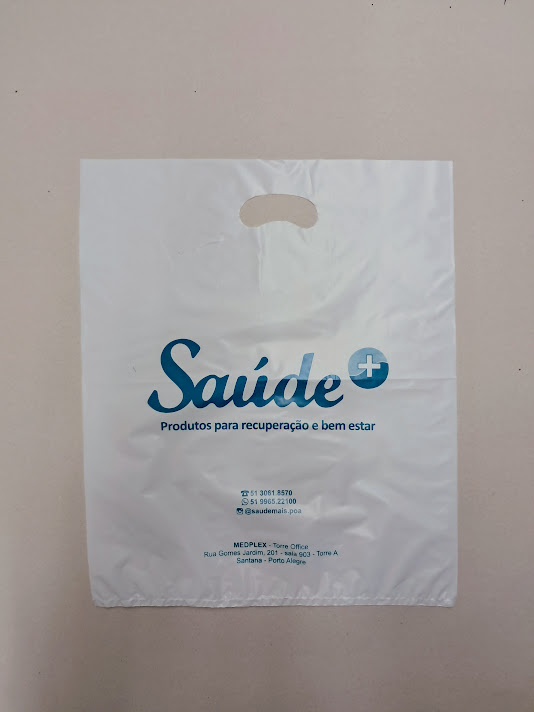 Saúde+
Produtos para recuperação e bem estar
51 3061.8570
51 9965.22100
@saudemais.poa
MEDPLEX - Torre Office
Rua Gomes Jardim, 201 - sala 903 - Torre A
Santana - Porto Alegre